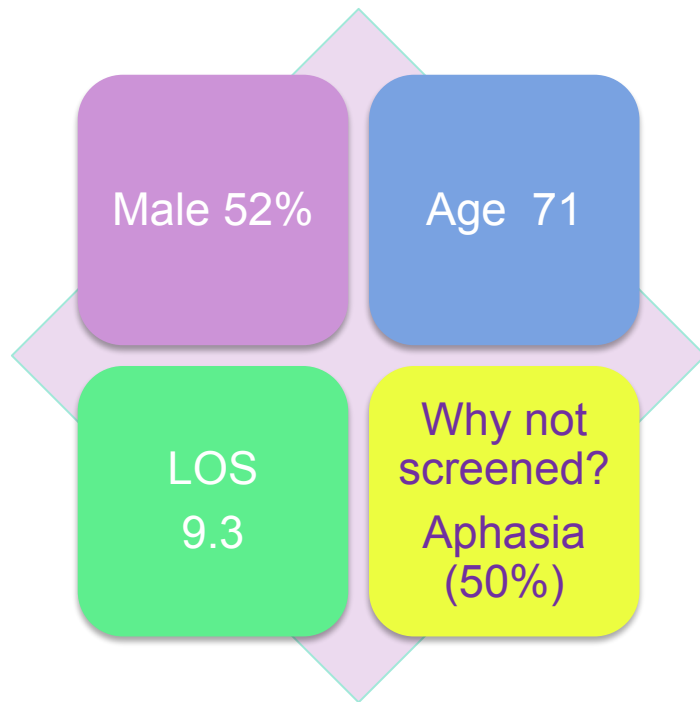 Male 52%
Age 71
LOS
9.3
Why not
screened?
Aphasia
(50%)